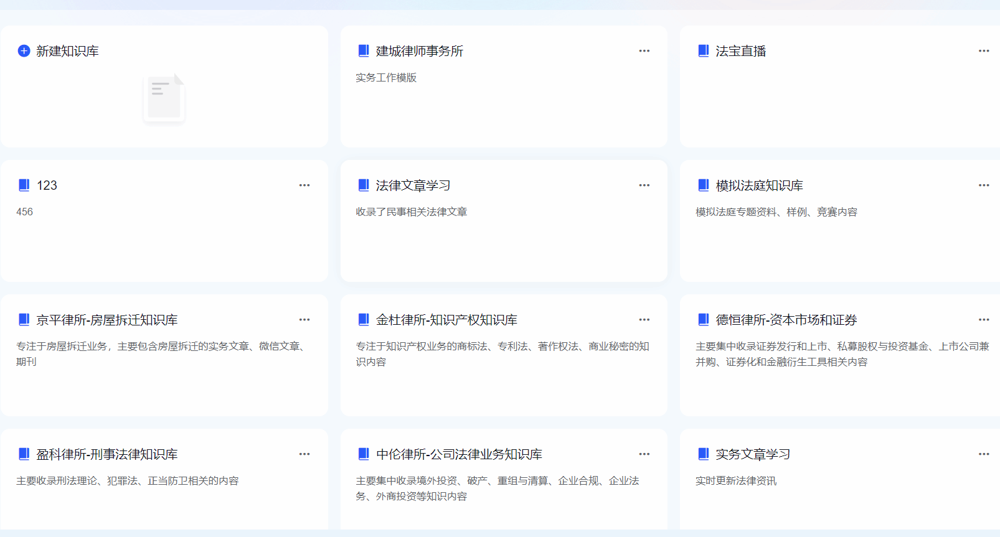 新建知识库
建城律师事务所
实务工作模版
法宝直播
123
456
法律文章学习
收录了民事相关法律文章
模拟法庭知识库
模拟法庭专题资料、样例、竞赛内容
京平律所-房屋拆迁知识库
专注于房屋拆迁业务，主要包含房屋拆迁的实务文章、微信文章、
期刊
金杜律所-知识产权知识库
专注于知识产权业务的商标法、专利法、著作权法、商业秘密的知
识内容
德恒律所-资本市场和证券
主要集中收录证券发行和上市、私募股权与投资基金、上市公司兼
并购、证券化和金融衍生工具相关内容
盈科律所-刑事法律知识库
主要收录刑法理论、犯罪法、正当防卫相关的内容
中伦律所-公司法律业务知识库
主要集中收录境外投资、破产、重组与清算、企业合规、企业法
务、外商投资等知识内容
实务文章学习
实时更新法律资讯